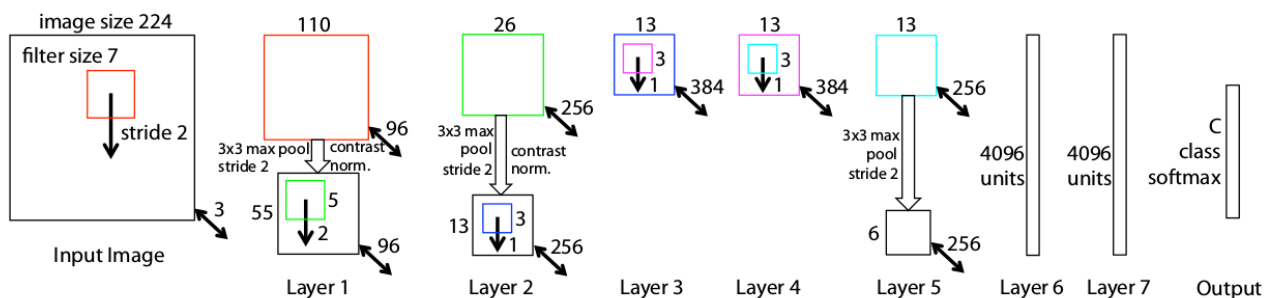 image size 224
filter size 7
stride 2
3
Input Image
110
96
3x3 max pool
stride 2
contrast
norm.
55
5
2
96
Layer 1
26
256
3x3 max
pool
stride 2
contrast
norm.
13
3
1
256
Layer 2
13
3
1
384
Layer 3
13
3
1
384
Layer 4
13
256
3x3 max
pool
stride 2
6
256
Layer 5
4096
units
Layer 6
4096
units
Layer 7
C
class
softmax
Output